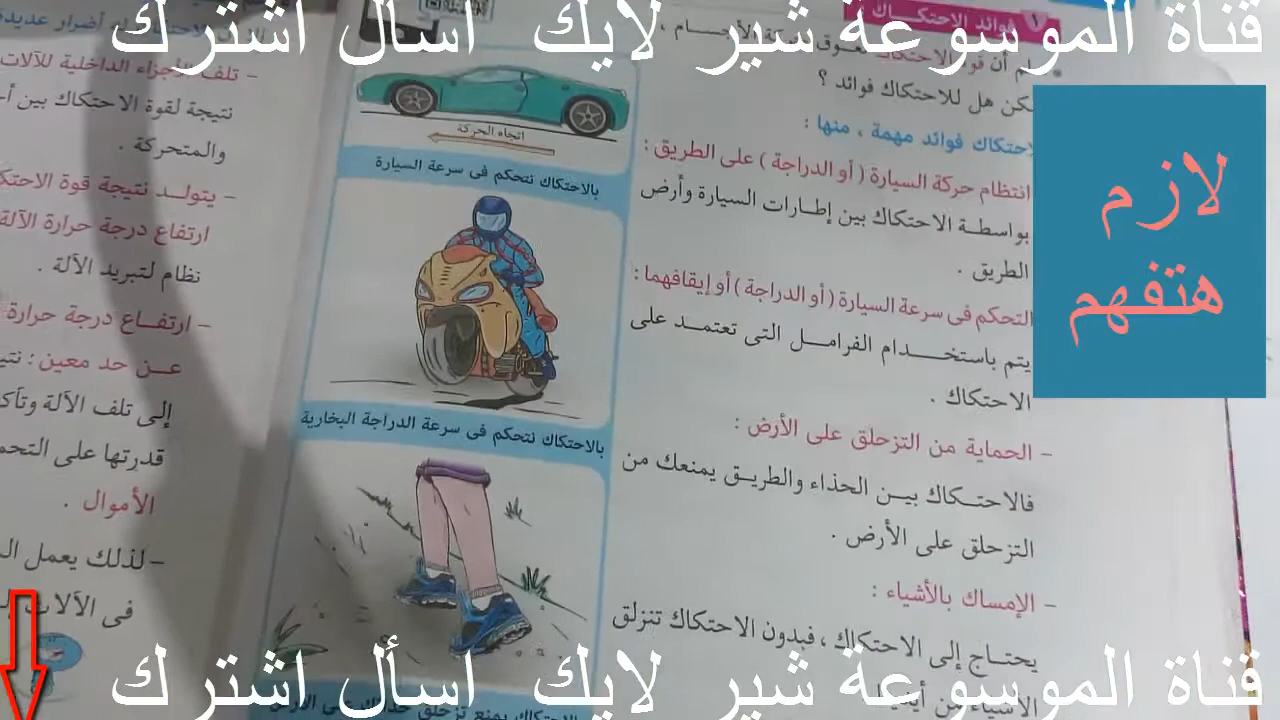 قناة الموسوعة شير لايك اسأل اشترك
١ فوائد الاحتكاك
كن هل للاحتكاك فوائد ؟
احتكاك فوائد مهمة ، منها :
انتظام حركة السيارة ( أو الدراجة ) على الطريق :
بواسطة الاحتكاك بين إطارات السيارة وأرض
الطريق .
التحكم فى سرعة السيارة ( أو الدراجة ) أو إيقافهما :
يتم باستخدام الفرامل التى تعتمد على
الاحتكاك .
– الحماية من التزحلق على الأرض :
فالاحتكاك بين الحذاء والطريق يمنعك من
التزحلق على الأرض .
– الإمساك بالأشياء :
يحتاج إلى الاحتكاك ، فبدون الاحتكاك تنزلق
لازم
هتفهم
اتجاه الحركة
بالاحتكاك نتحكم فى سرعة السيارة
بالاحتكاك نتحكم فى سرعة الدراجة البخارية
أضرار عديدة
– تلف الأجزاء الداخلية للآلات
نتيجة لقوة الاحتكاك بين
والمتحركة .
– يتولد نتيجة قوة
ارتفاع درجة حرارة الآلة
نظام لتبريد الآلة .
– ارتفاع درجة حرارة
عن حد معين :
إلى تلف الآلة
قدرتها على
الأموال .
– لذلك يعمل
فى الآلات
قناة الموسوعة شير لايك اسأل اشترك